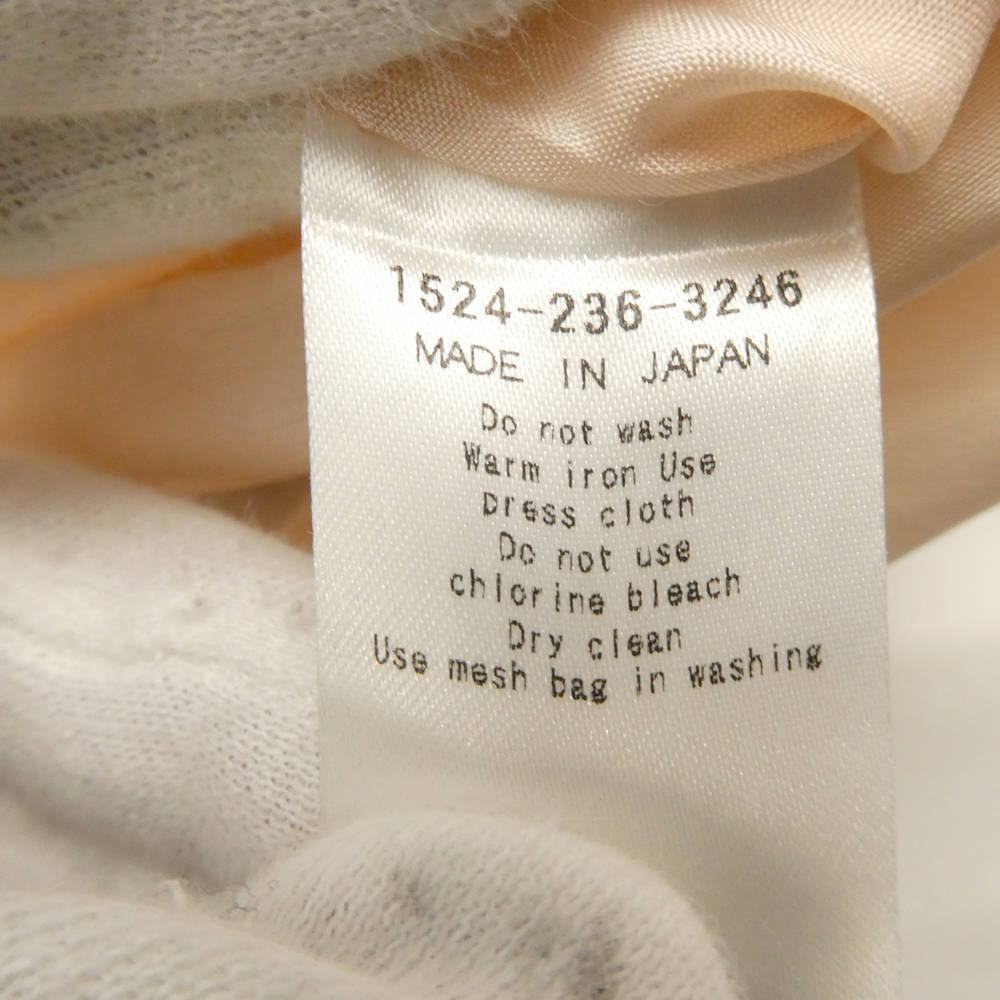 1524-236-3246
MADE IN JAPAN
Do not wash
Warm iron Use
press cloth
Do not use
chlorine bleach
Dry clean
Use mesh bag in washing